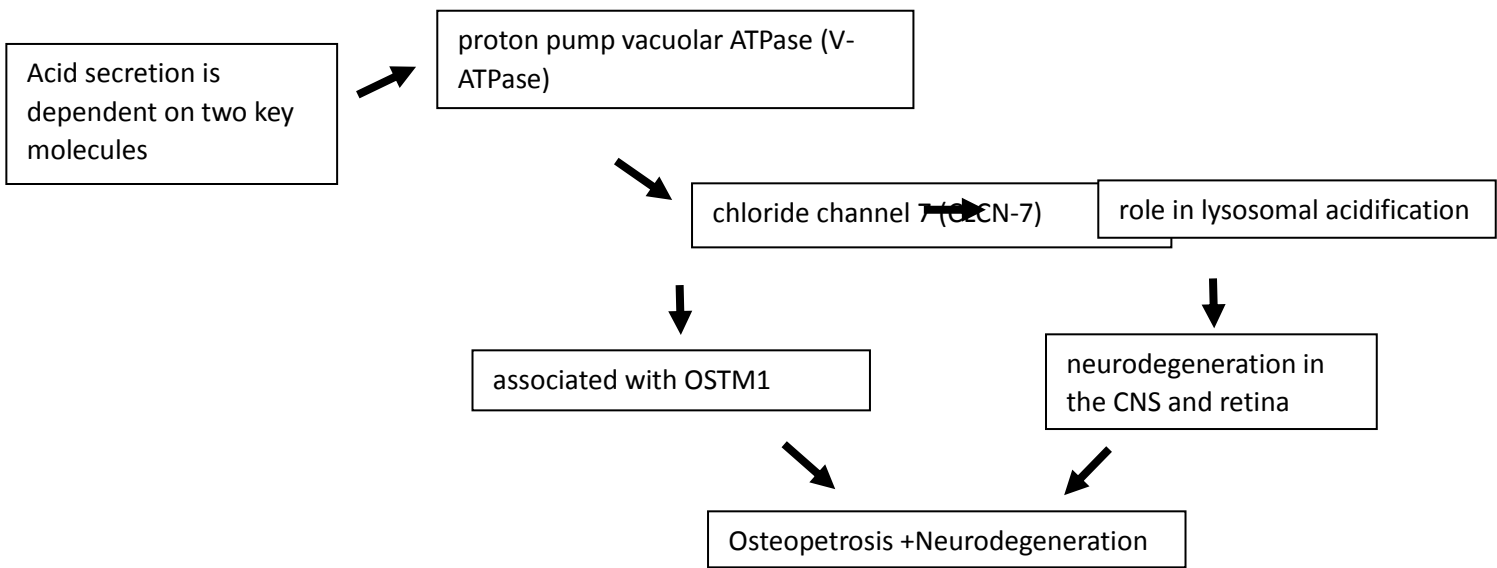 proton pump vacuolar ATPase (V-
ATPase)
Acid secretion is
dependent on two key
molecules
chloride channel 7 (CLCN-7)
role in lysosomal acidification
associated with OSTM1
neurodegeneration in
the CNS and retina
Osteopetrosis +Neurodegeneration